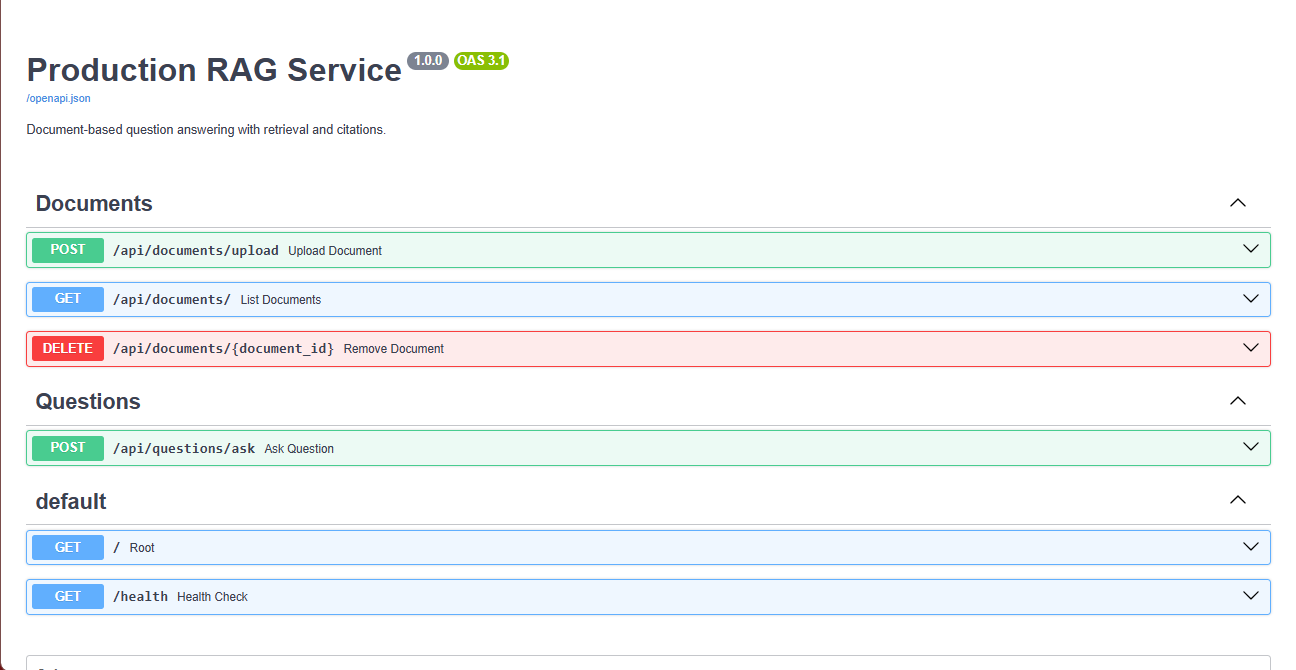 Production RAG Service 1.0.0 OAS 3.1
/openapi.json
Document-based question answering with retrieval and citations.
Documents
POST /api/documents/upload Upload Document
GET /api/documents/ List Documents
DELETE /api/documents/{document_id} Remove Document
Questions
POST /api/questions/ask Ask Question
default
GET / Root
GET /health Health Check